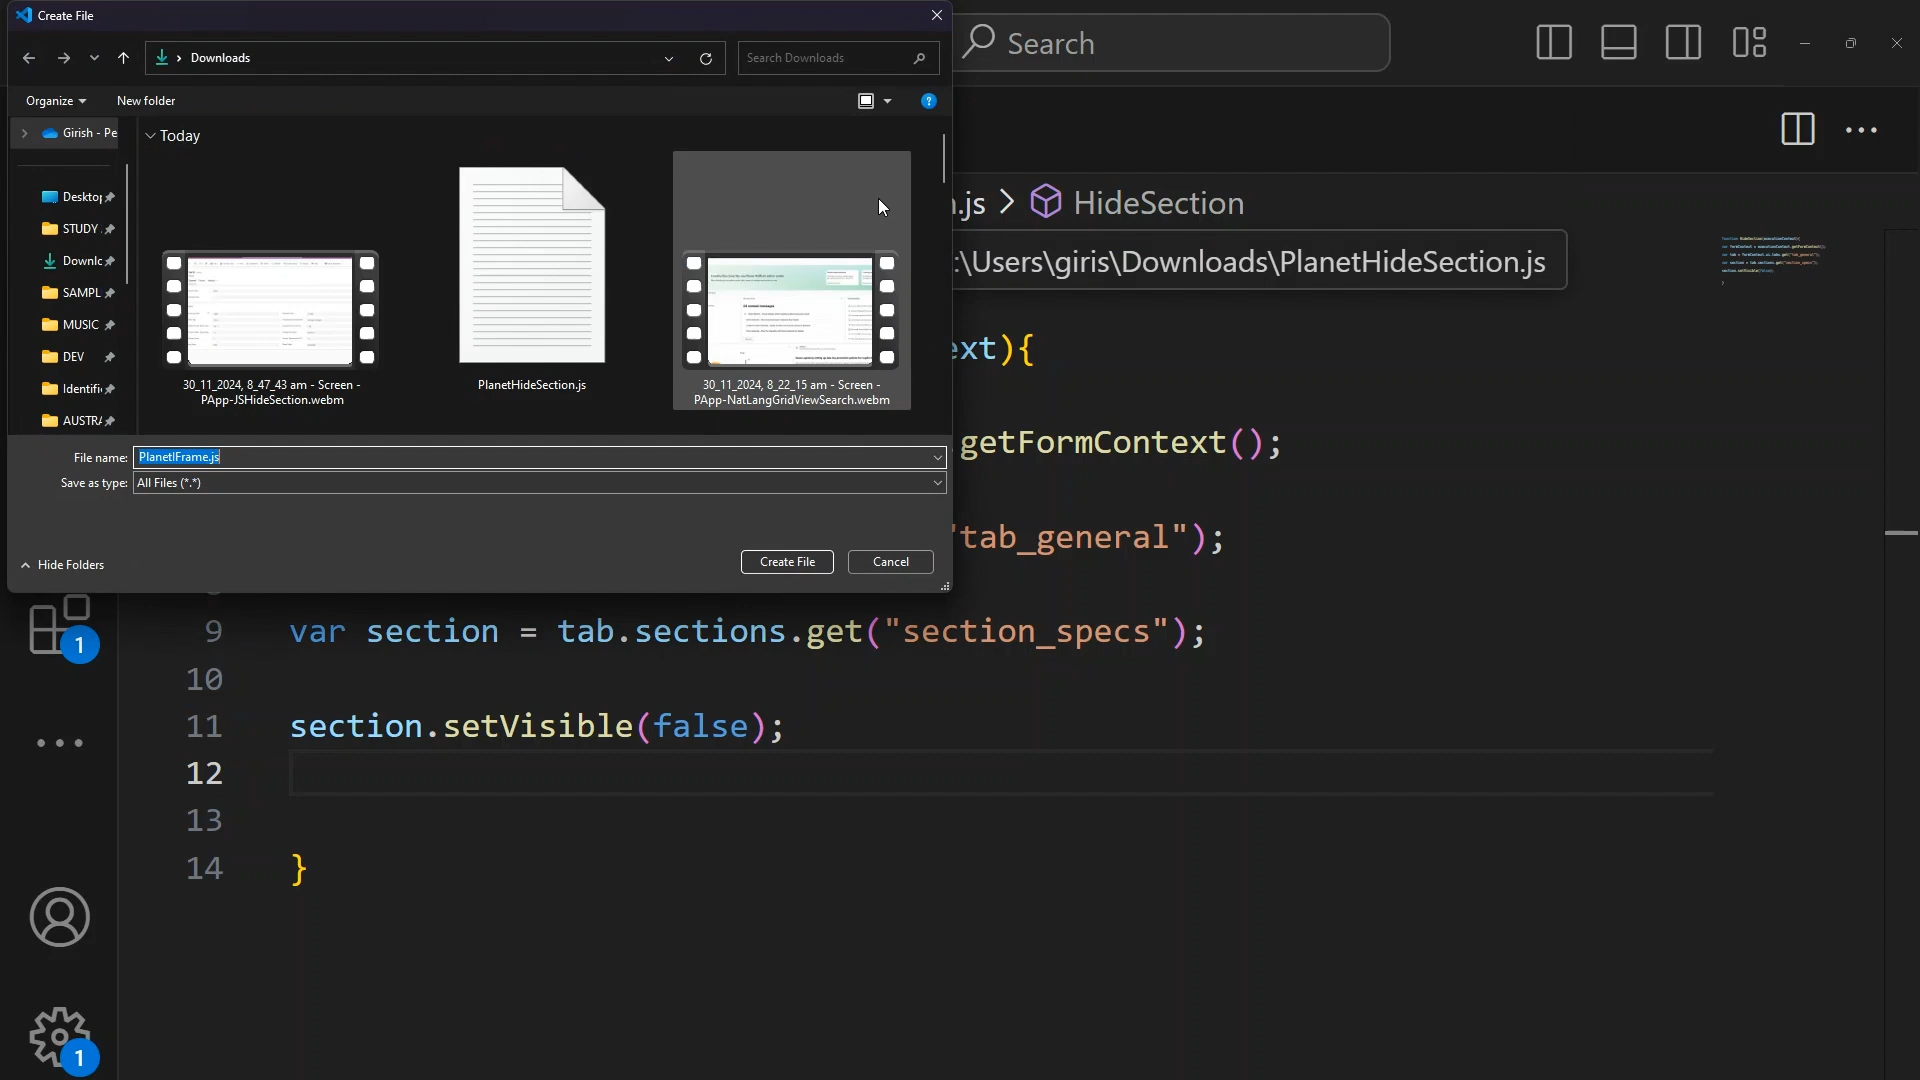 Create File
Search
Downloads
Search Downloads
Organize
New folder
Girish - Pe
Today
Desktop
STUDY
Downlc
SAMPL
MUSIC
DEV
Identifi
AUSTRA
30_11_2024, 8_47_43 am - Screen -
PApp-JSHideSection.webm
PlanetHideSection.js
30_11_2024, 8_22_15 am - Screen -
PApp-NatLangGridViewSearch.webm
File name:
PlanetIFrame.js
Save as type:
All Files (*.*)
Hide Folders
Create File
Cancel
.js > HideSection
:\Users\giris\Downloads\PlanetHideSection.js
ext){
.getFormContext();
"tab_general");
9 var section = tab.sections.get("section_specs");
10
11 section.setVisible(false);
12
13
14 }
1
1